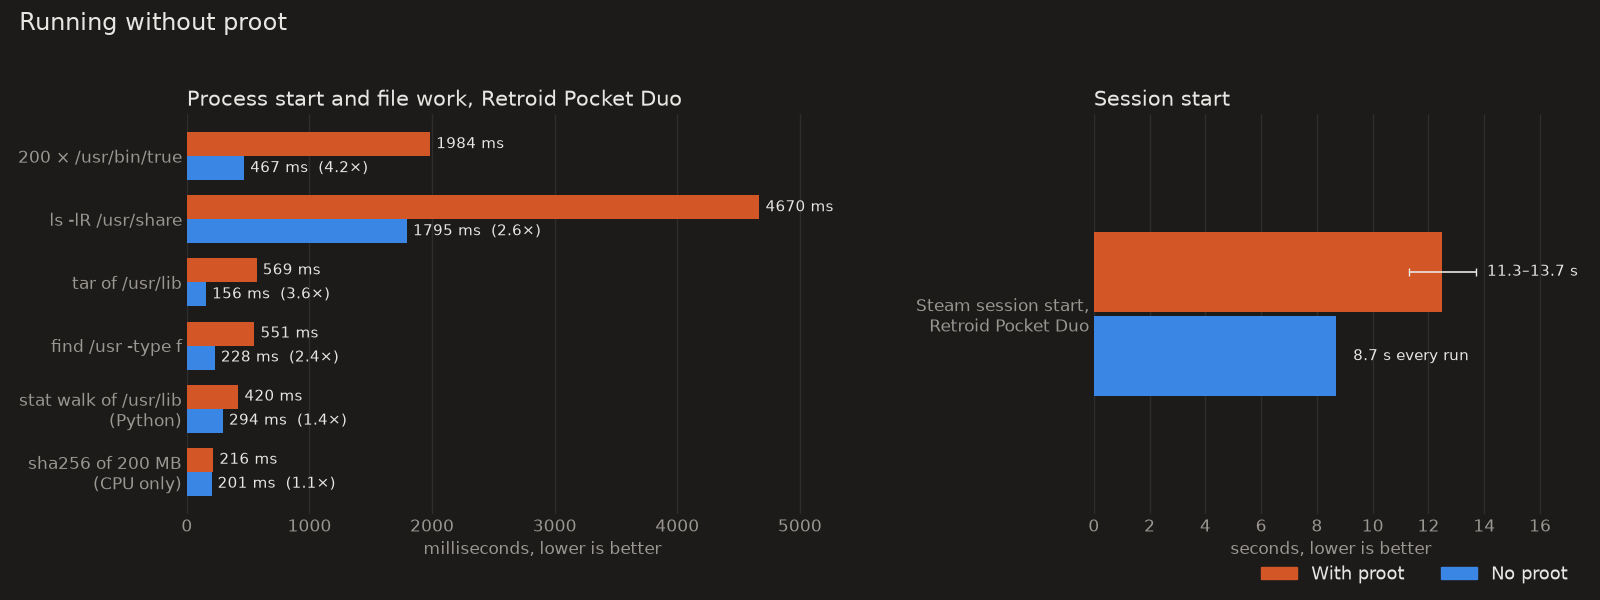 Running without proot
Process start and file work, Retroid Pocket Duo
200 × /usr/bin/true
1984 ms
467 ms (4.2×)
ls -lR /usr/share
4670 ms
1795 ms (2.6×)
tar of /usr/lib
569 ms
156 ms (3.6×)
find /usr -type f
551 ms
228 ms (2.4×)
stat walk of /usr/lib
(Python)
420 ms
294 ms (1.4×)
sha256 of 200 MB
(CPU only)
216 ms
201 ms (1.1×)
0 1000 2000 3000 4000 5000
milliseconds, lower is better
Session start
Steam session start,
Retroid Pocket Duo
11.3–13.7 s
8.7 s every run
0 2 4 6 8 10 12 14 16
seconds, lower is better
With proot No proot